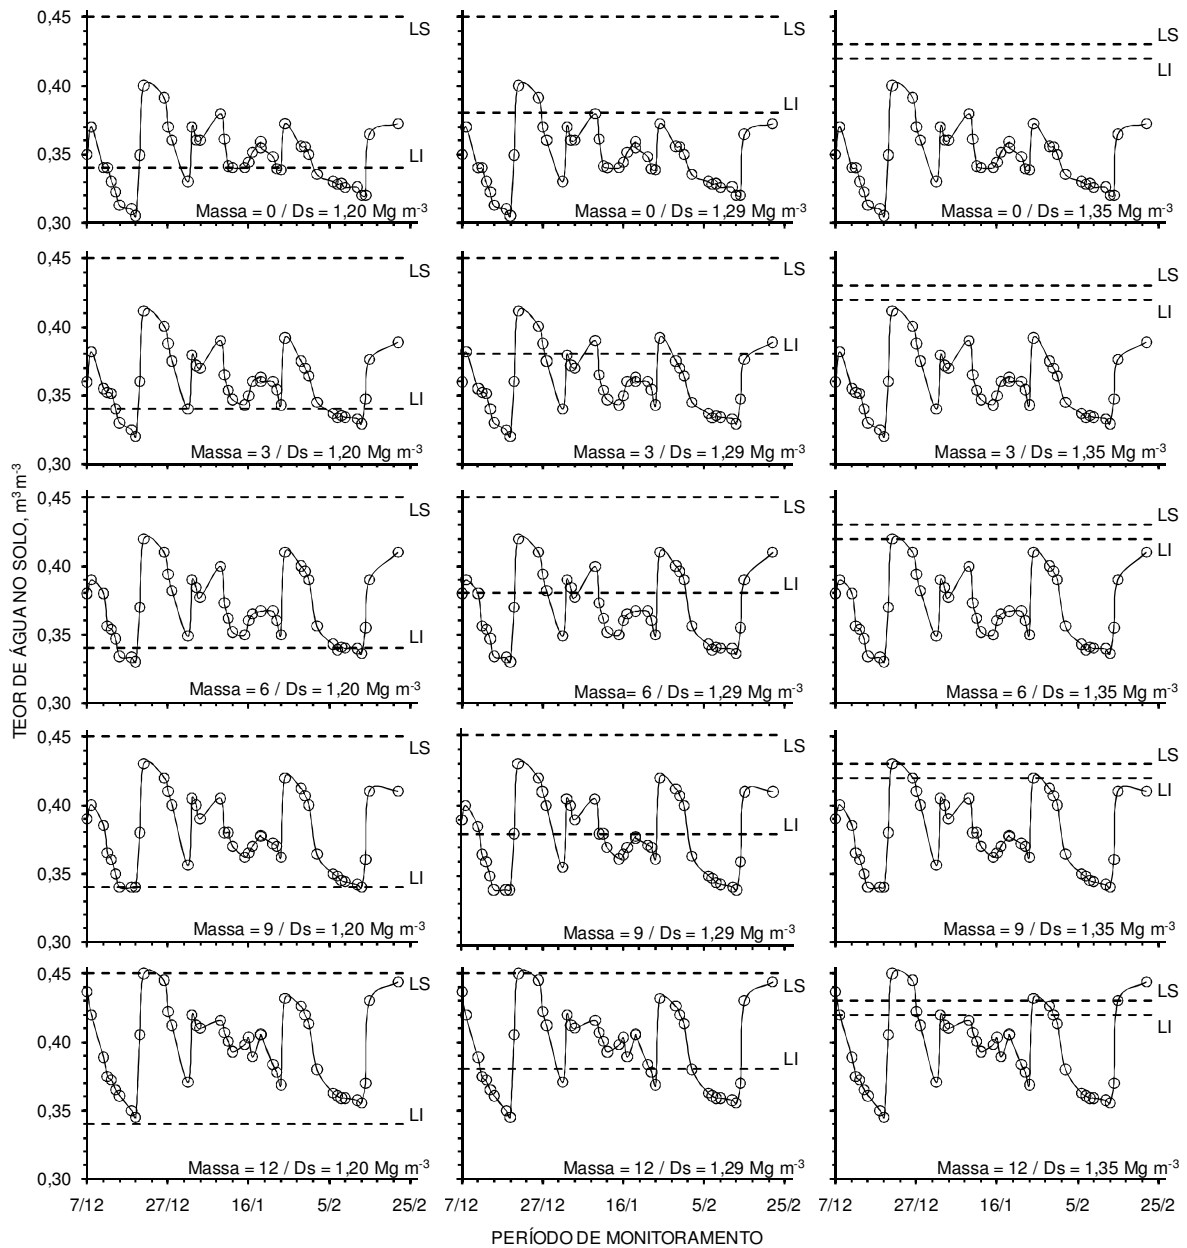 0,45
0,40
0,35
0,30
LS
LI
Massa = 0 / Ds = 1,20 Mg m-3
LI
LS
Massa = 0 / Ds = 1,29 Mg m-3
LS
LI
Massa = 0 / Ds = 1,35 Mg m-3
0,45
0,40
0,35
0,30
LS
LI
Massa = 3 / Ds = 1,20 Mg m-3
LS
LI
Massa = 3 / Ds = 1,29 Mg m-3
LS
LI
Massa = 3 / Ds = 1,35 Mg m-3
TEOR DE ÁGUA NO SOLO, m³ m-3
0,45
0,40
0,35
0,30
LS
LI
Massa = 6 / Ds = 1,20 Mg m-3
LS
LI
Massa= 6 / Ds = 1,29 Mg m-3
LS
LI
Massa = 6 / Ds = 1,35 Mg m-3
0,45
0,40
0,35
0,30
LS
LI
Massa = 9 / Ds = 1,20 Mg m-3
LS
LI
Massa = 9 / Ds = 1,29 Mg m-3
LS
LI
Massa = 9 / Ds = 1,35 Mg m-3
0,45
0,40
0,35
0,30
LS
LI
Massa = 12 / Ds = 1,20 Mg m-3
LS
LI
Massa = 12 / Ds = 1,29 Mg m-3
LS
LI
Massa = 12 / Ds = 1,35 Mg m-3
7/12 27/12 16/1 5/2 25/2
7/12 27/12 16/1 5/2 25/2
7/12 27/12 16/1 5/2 25/2
PERÍODO DE MONITORAMENTO